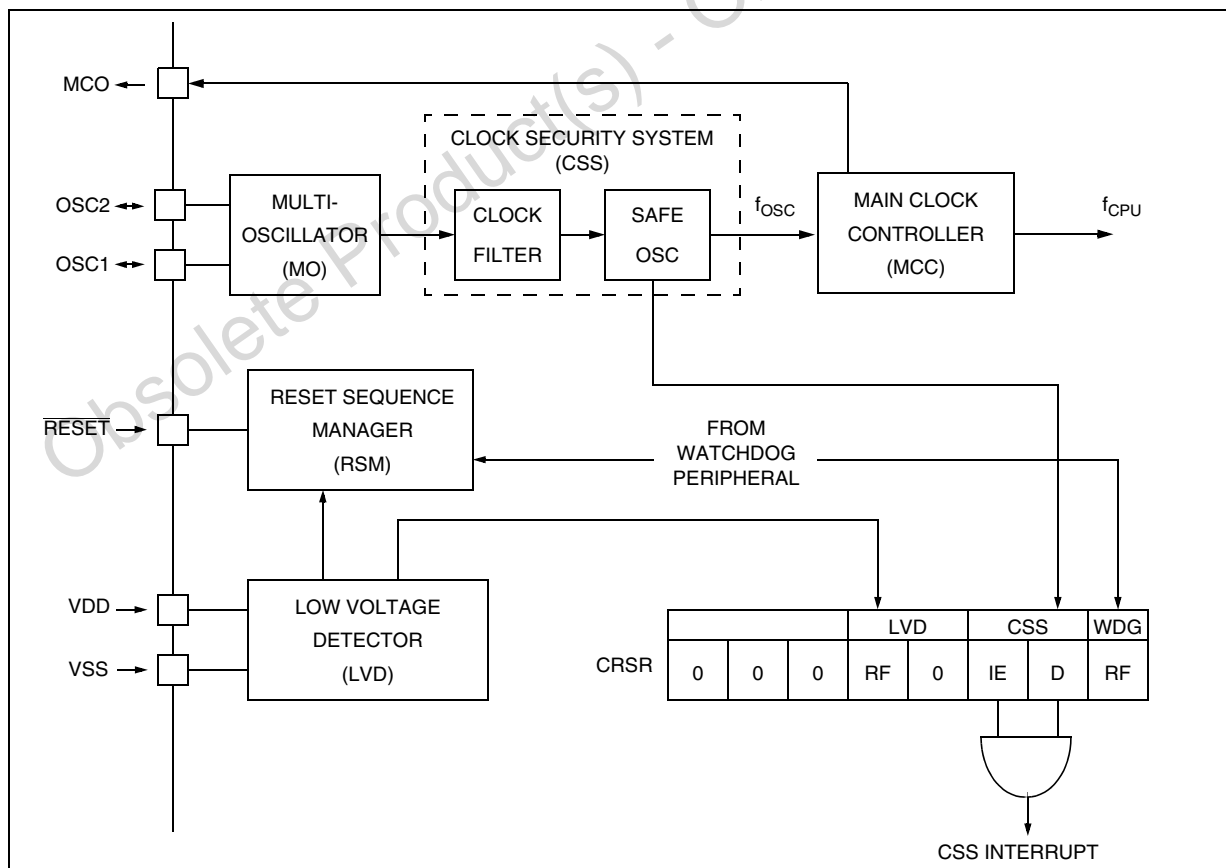 Obsolete Product(s) - O
MCO
CLOCK SECURITY SYSTEM
(CSS)
OSC2
OSC1
MULTI-
OSCILLATOR
(MO)
CLOCK
FILTER
SAFE
OSC
fOSC
MAIN CLOCK
CONTROLLER
(MCC)
fCPU
RESET
RESET SEQUENCE
MANAGER
(RSM)
FROM
WATCHDOG
PERIPHERAL
VDD
VSS
LOW VOLTAGE
DETECTOR
(LVD)
LVD CSS WDG
CRSR 0 0 0 RF 0 IE D RF
CSS INTERRUPT